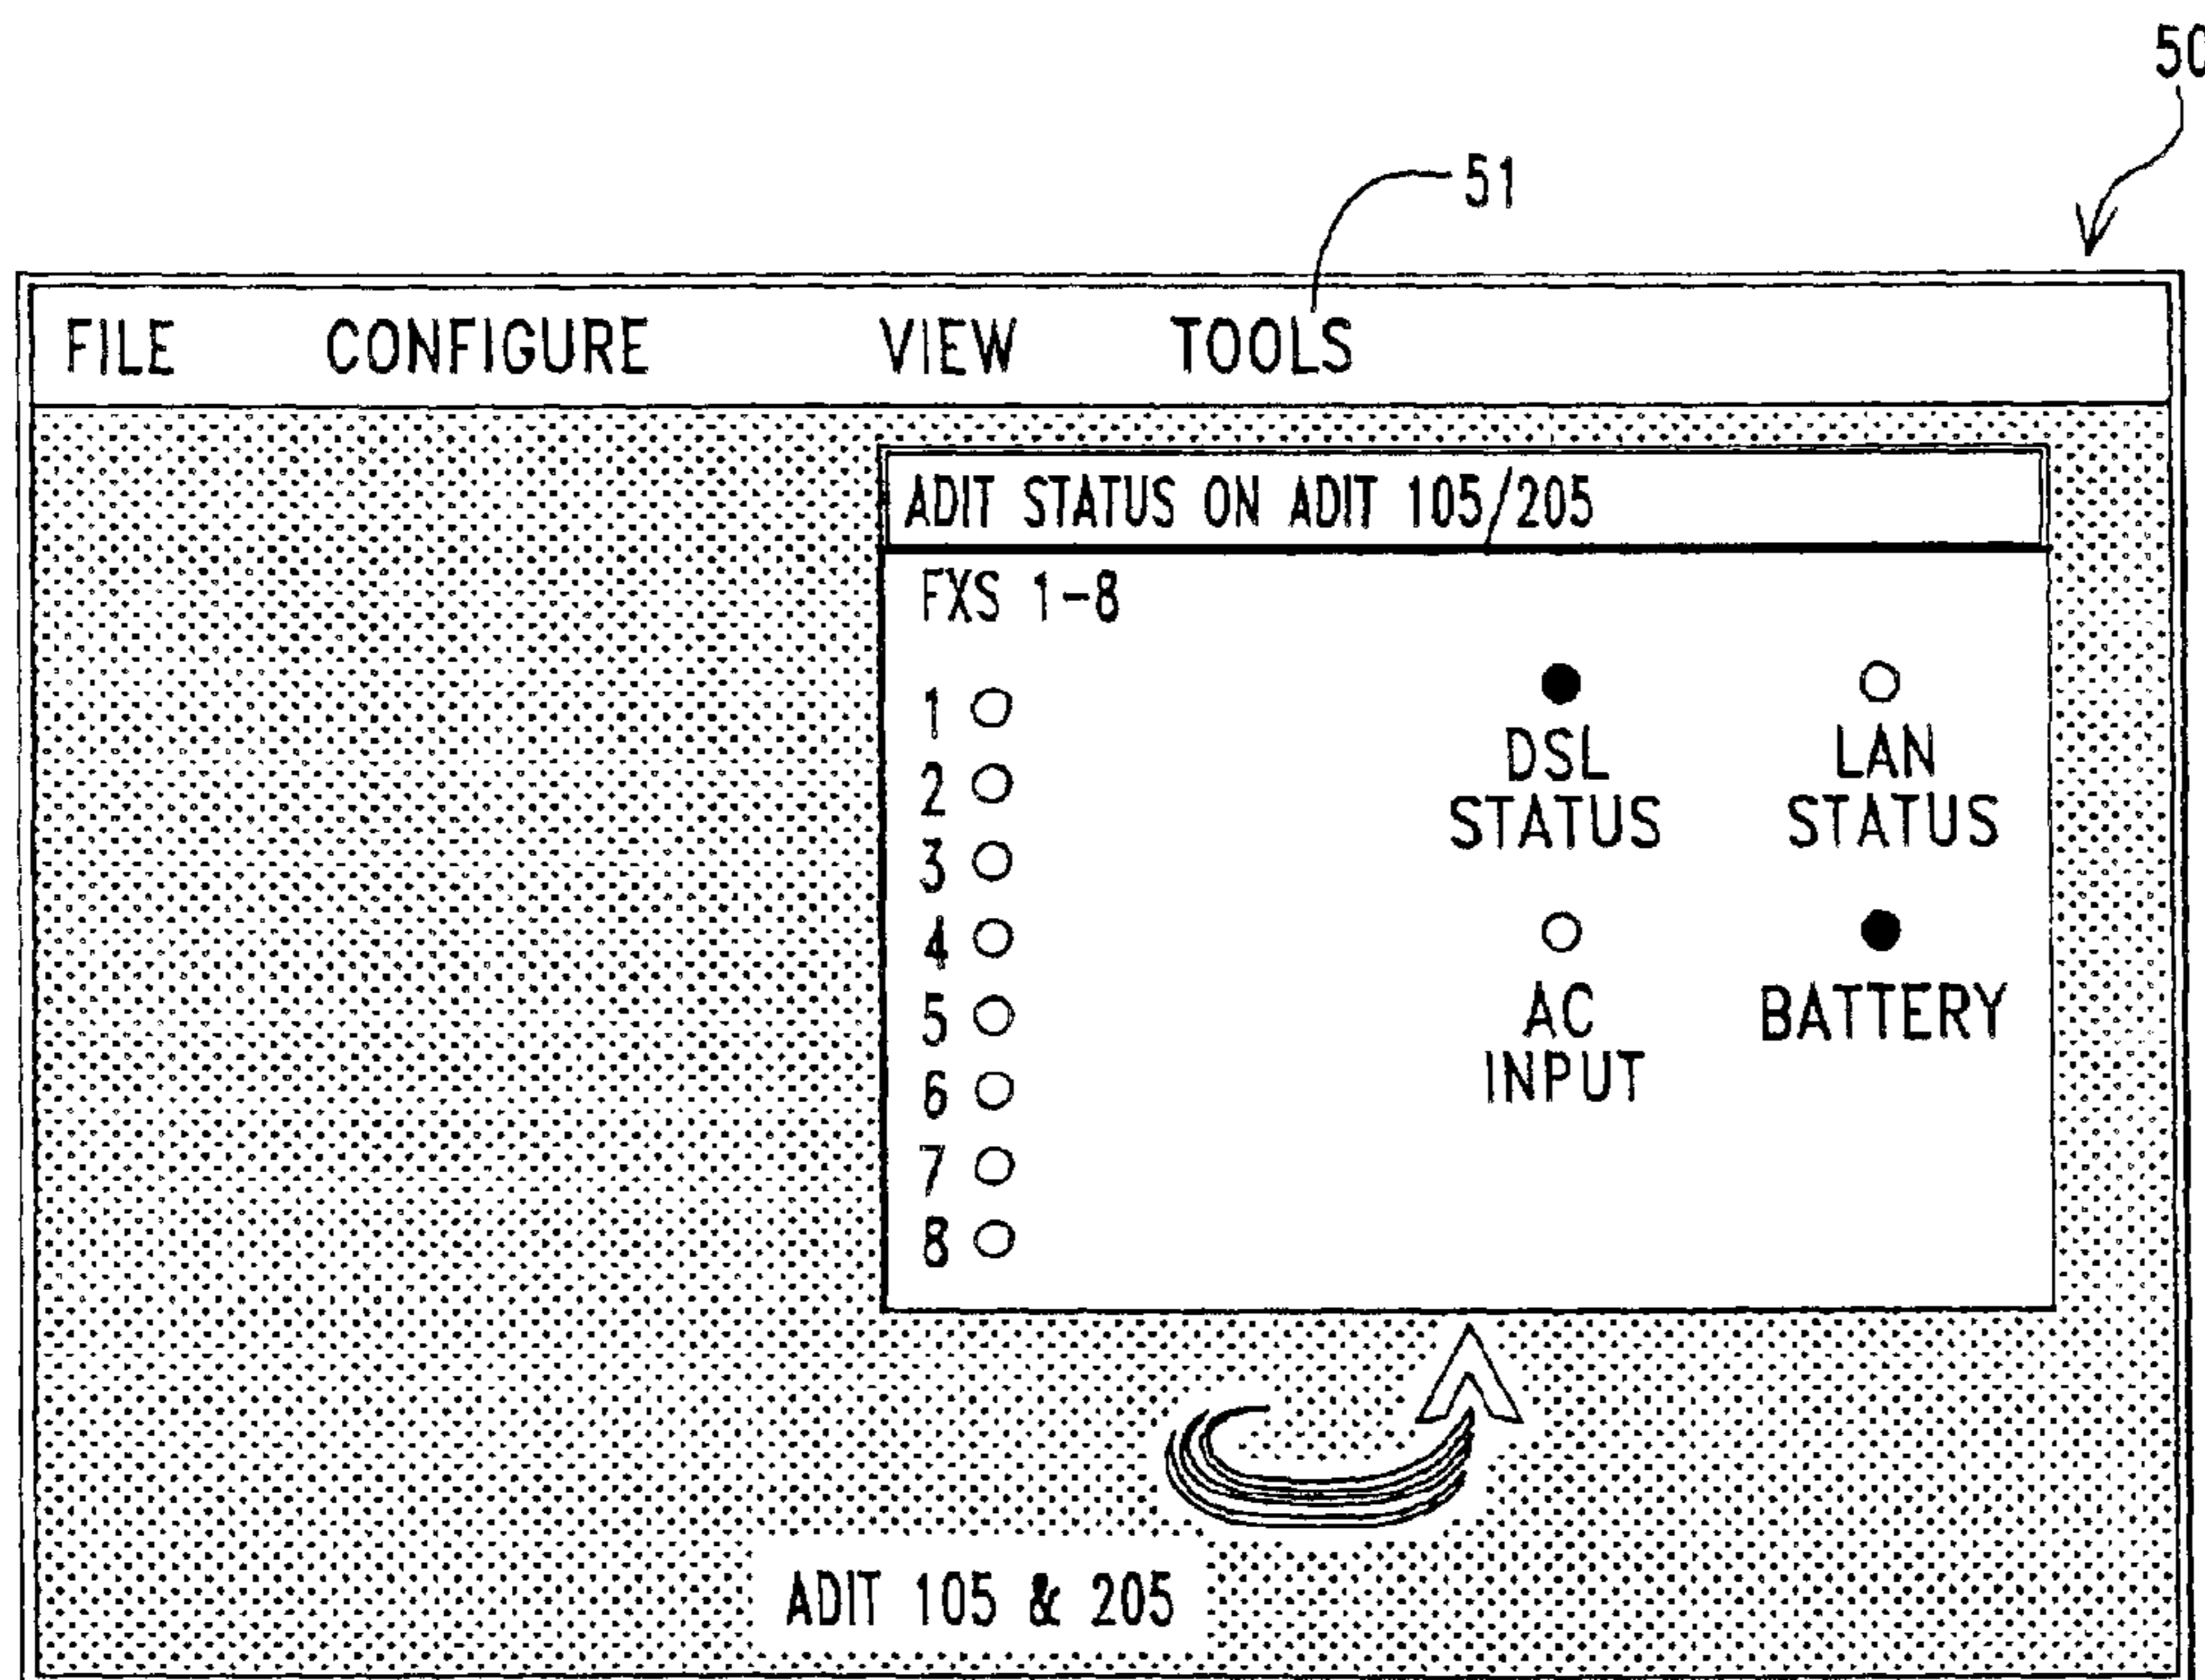 50
51
FILE CONFIGURE VIEW TOOLS
ADIT STATUS ON ADIT 105/205
FXS 1-8
1
2
3
4
5
6
7
8
DSL
STATUS
LAN
STATUS
AC
INPUT
BATTERY
ADIT 105 & 205